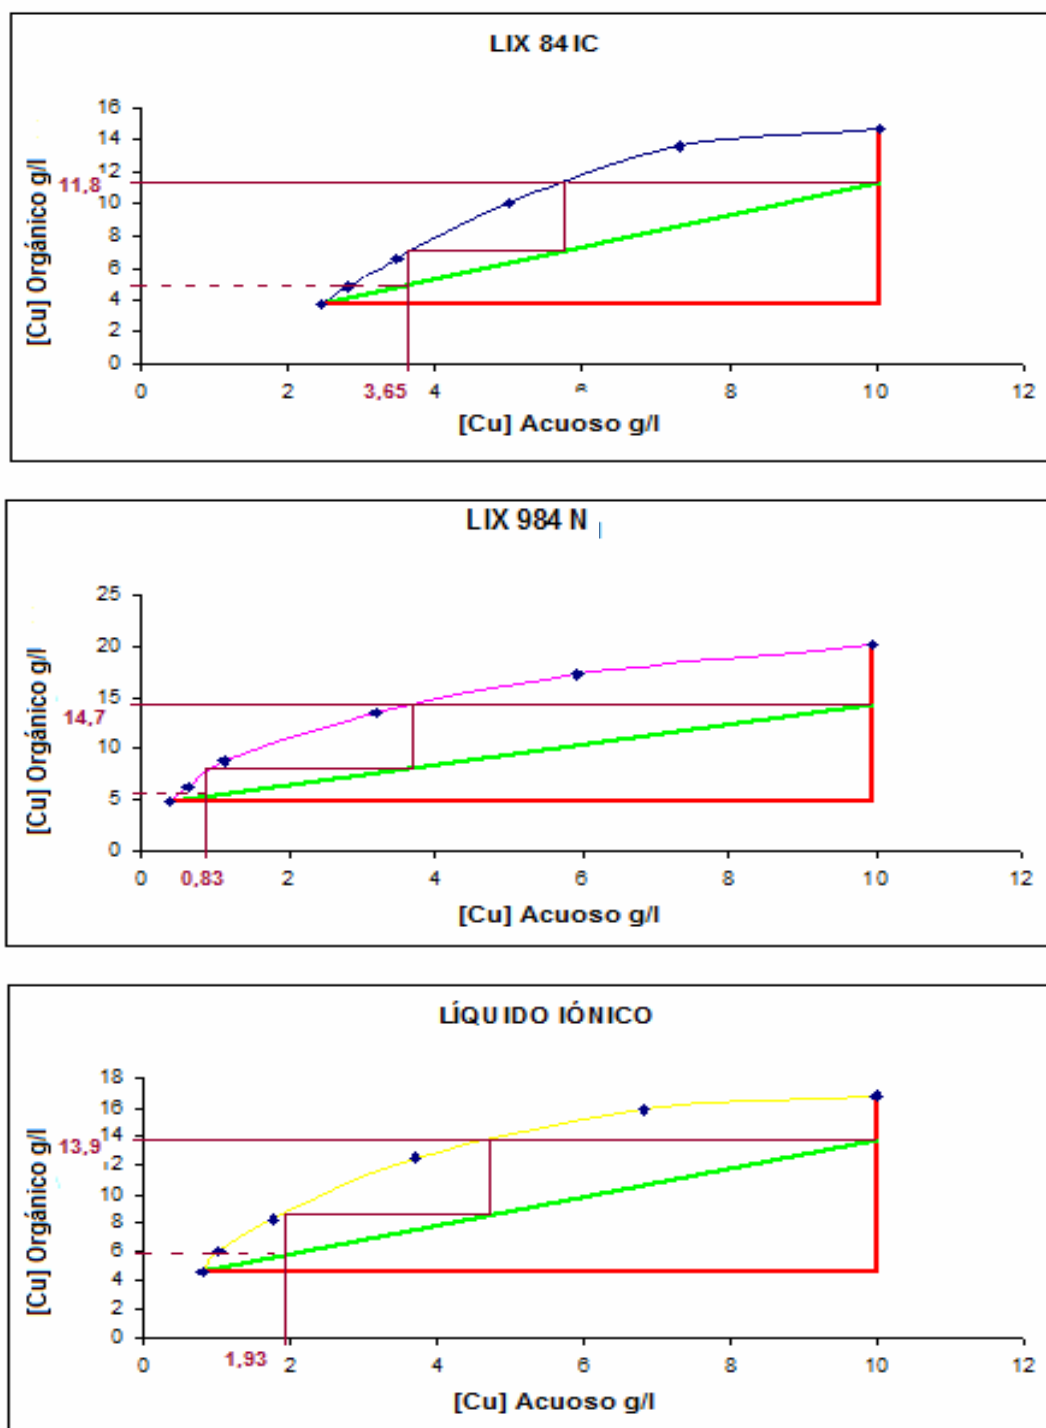 LIX 84 IC
16
14
12
11,8
10
8
6
4
2
0
0 2 3,65 4 6 8 10 12
[Cu] Orgánico g/l
[Cu] Acuoso g/l
LIX 984 N
25
20
15
14,7
10
5
0
0 0,83 2 4 6 8 10 12
[Cu] Orgánico g/l
[Cu] Acuoso g/l
LÍQUIDO IÓNICO
18
16
14
13,9
12
10
8
6
4
2
0
0 1,93 2 4 6 8 10 12
[Cu] Orgánico g/l
[Cu] Acuoso g/l